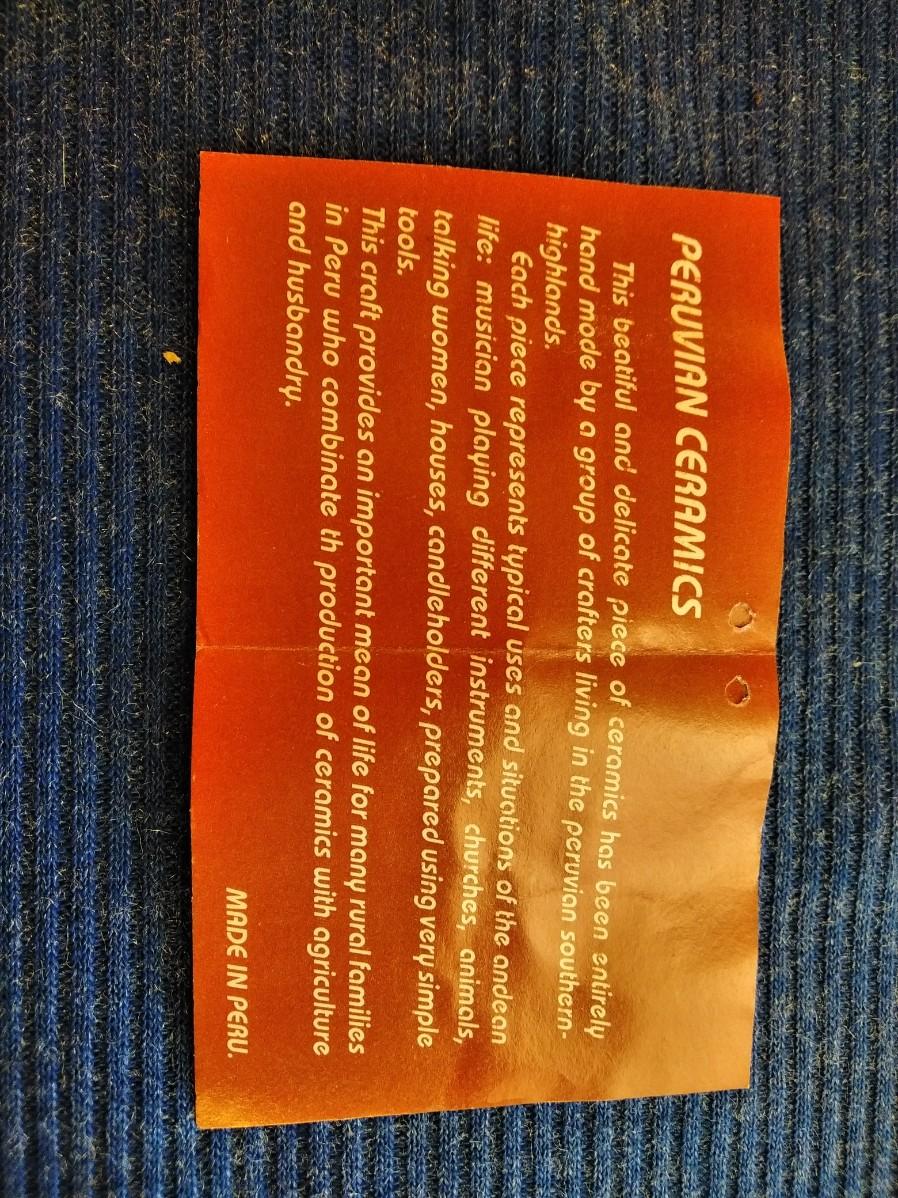 PERUVIAN CERAMICS
This beatiful and delicate piece of ceramics has been entirely
hand made by a group of crafters living in the peruvian southern-
highlands.
Each piece represents typical uses and situations of the andean
life: musician playing different instruments, churches, animals,
talking women, houses, candleholders, prepared using very simple
tools.
This craft provides an important mean of life for many rural families
in Peru who combinate th production of ceramics with agriculture
and husbandry.
MADE IN PERU.